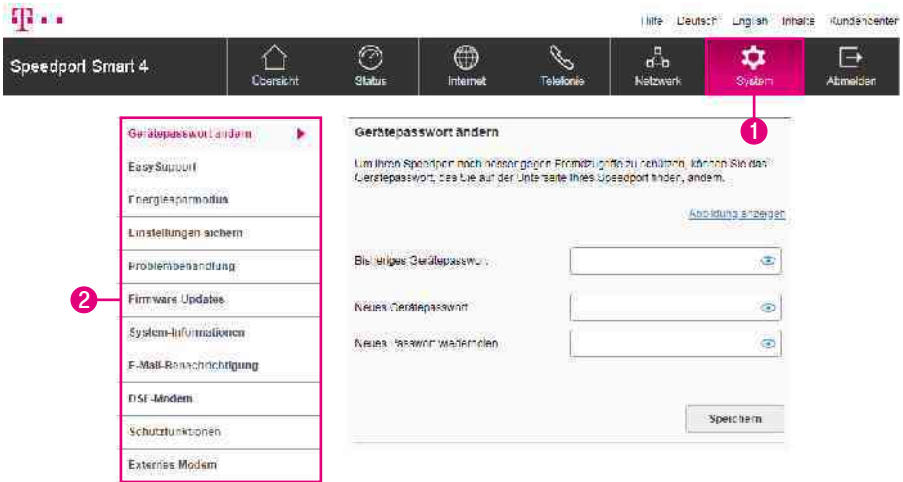 Hilfe Deutsch English Inhalte Kundencenter
Speedport Smart 4
Übersicht
Status
Internet
Telefonie
Netzwerk
System
Abmelden
1
Gerätepasswort ändern
Gerätepasswort ändern
Um Ihren Speedport noch besser gegen Fremdzugriffe zu schützen, können Sie das
Gerätepasswort, das Sie auf der Unterseite Ihres Speedport finden, ändern.
Abbildung anzeigen
EasySupport
Energiesparmodus
Einstellungen sichern
Problembehandlung
2
Firmware Updates
System-Informationen
E-Mail-Benachrichtigung
DSL-Modem
Schutzfunktionen
Externes Modem
Bisheriges Gerätepasswort
Neues Gerätepasswort
Neues Passwort wiederholen
Speichern